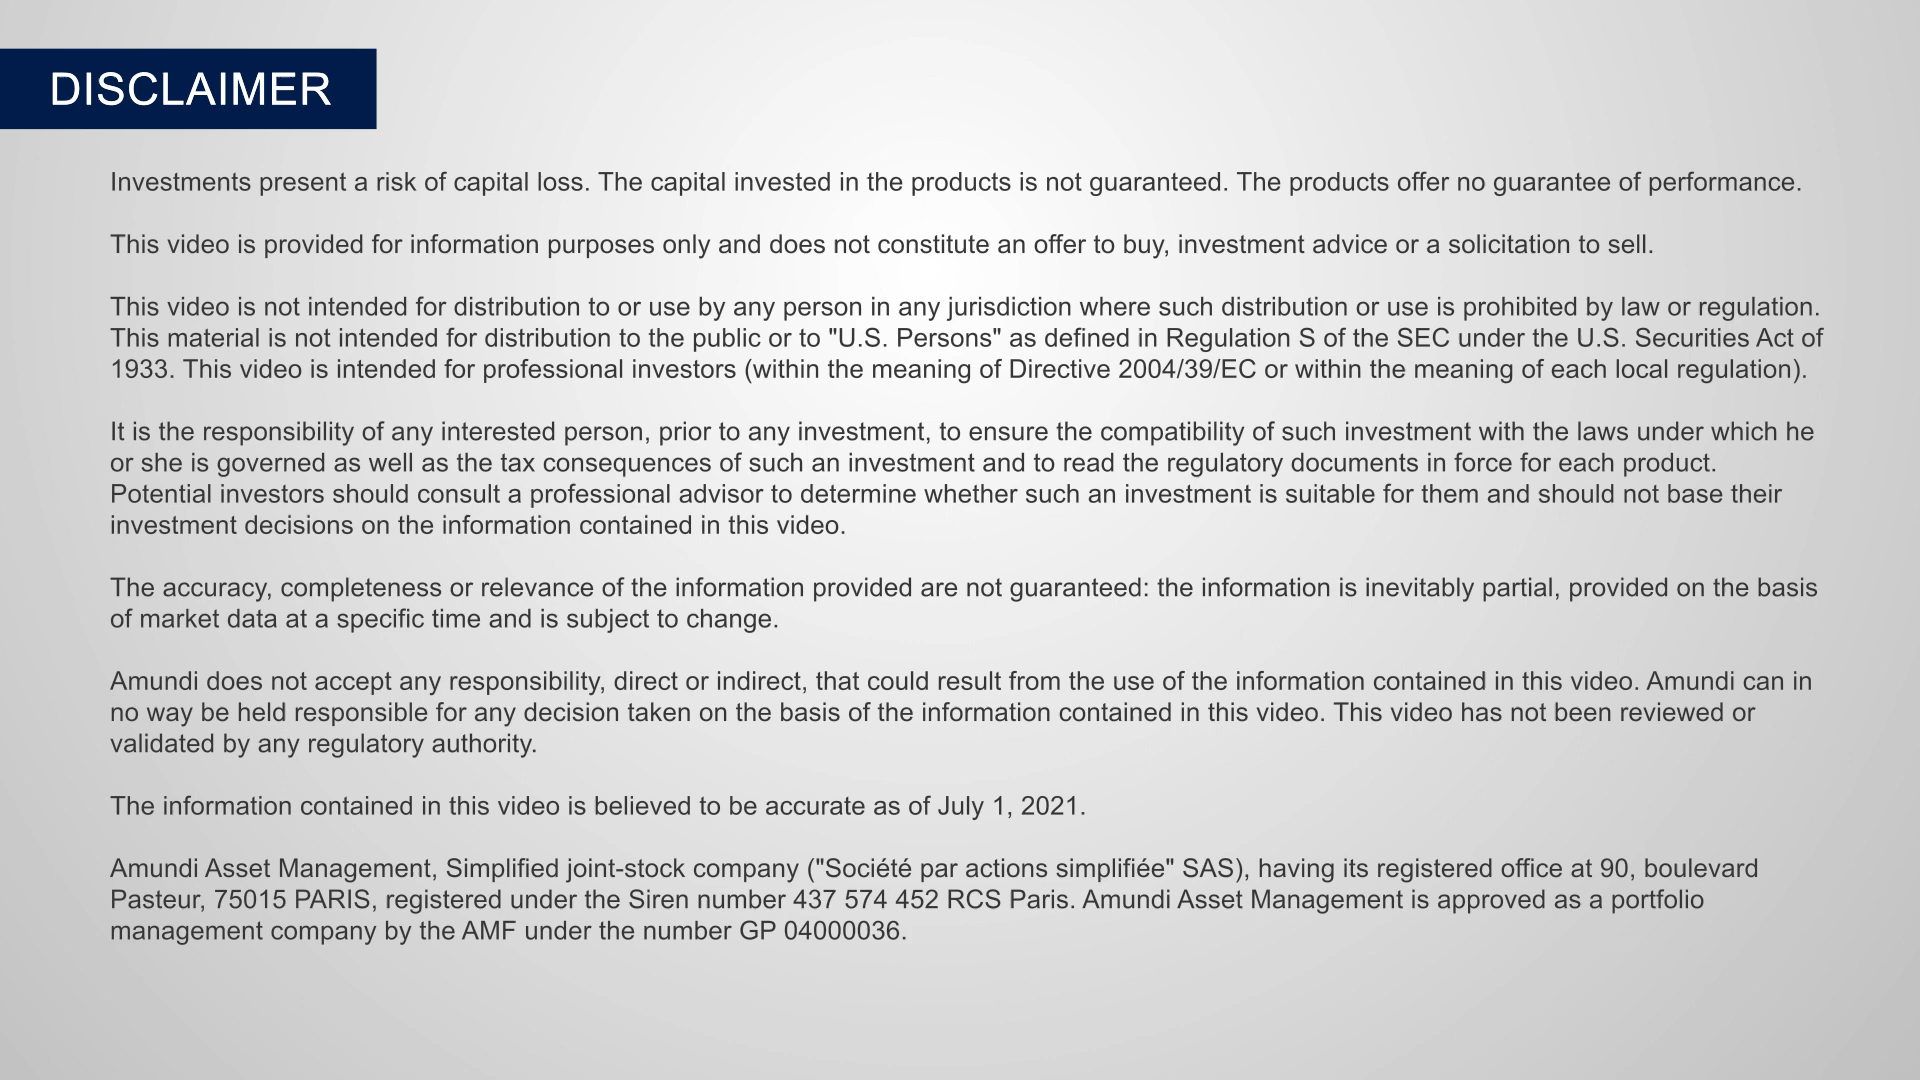 DISCLAIMER
Investments present a risk of capital loss. The capital invested in the products is not guaranteed. The products offer no guarantee of performance.
This video is provided for information purposes only and does not constitute an offer to buy, investment advice or a solicitation to sell.
This video is not intended for distribution to or use by any person in any jurisdiction where such distribution or use is prohibited by law or regulation.
This material is not intended for distribution to the public or to "U.S. Persons" as defined in Regulation S of the SEC under the U.S. Securities Act of
1933. This video is intended for professional investors (within the meaning of Directive 2004/39/EC or within the meaning of each local regulation).
It is the responsibility of any interested person, prior to any investment, to ensure the compatibility of such investment with the laws under which he
or she is governed as well as the tax consequences of such an investment and to read the regulatory documents in force for each product.
Potential investors should consult a professional advisor to determine whether such an investment is suitable for them and should not base their
investment decisions on the information contained in this video.
The accuracy, completeness or relevance of the information provided are not guaranteed: the information is inevitably partial, provided on the basis
of market data at a specific time and is subject to change.
Amundi does not accept any responsibility, direct or indirect, that could result from the use of the information contained in this video. Amundi can in
no way be held responsible for any decision taken on the basis of the information contained in this video. This video has not been reviewed or
validated by any regulatory authority.
The information contained in this video is believed to be accurate as of July 1, 2021.
Amundi Asset Management, Simplified joint-stock company ("Société par actions simplifiée" SAS), having its registered office at 90, boulevard
Pasteur, 75015 PARIS, registered under the Siren number 437 574 452 RCS Paris. Amundi Asset Management is approved as a portfolio
management company by the AMF under the number GP 04000036.